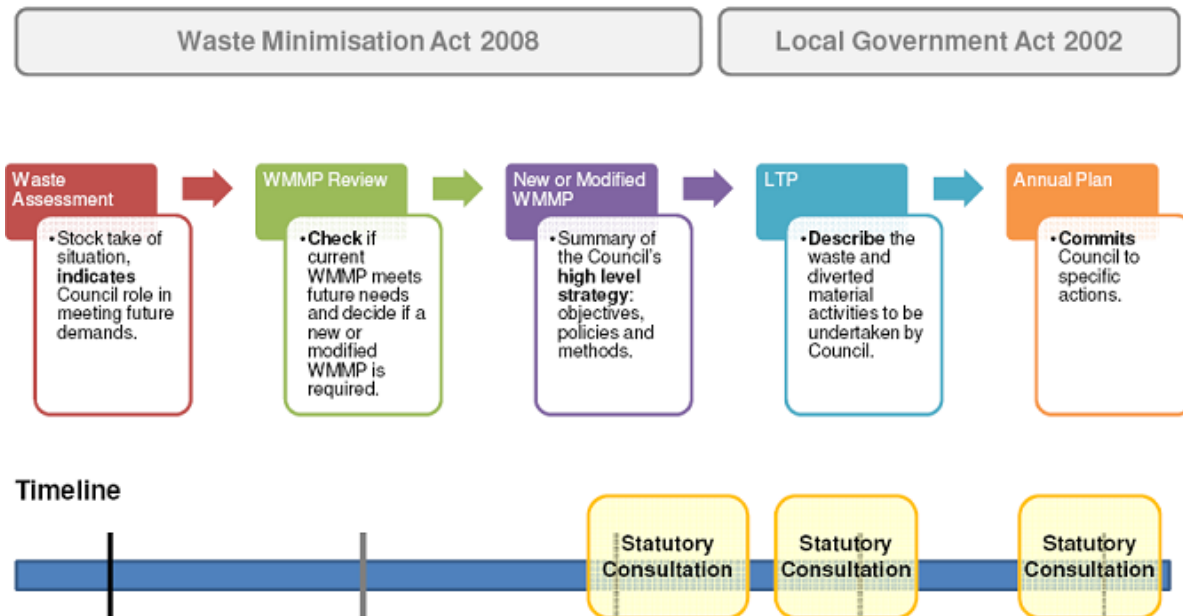 Waste Minimisation Act 2008
Local Government Act 2002
Waste
Assessment
•Stock take of
situation,
indicates
Council role in
meeting future
demands.
WMMP Review
•Check if
current
WMMP meets
future needs
and decide if a
new or
modified
WMMP is
required.
New or Modified
WMMP
•Summary of
the Council's
high level
strategy:
objectives,
policies and
methods.
LTP
•Describe the
waste and
diverted
material
activities to be
undertaken by
Council.
Annual Plan
•Commits
Council to
specific
actions.
Timeline
Statutory
Consultation
Statutory
Consultation
Statutory
Consultation